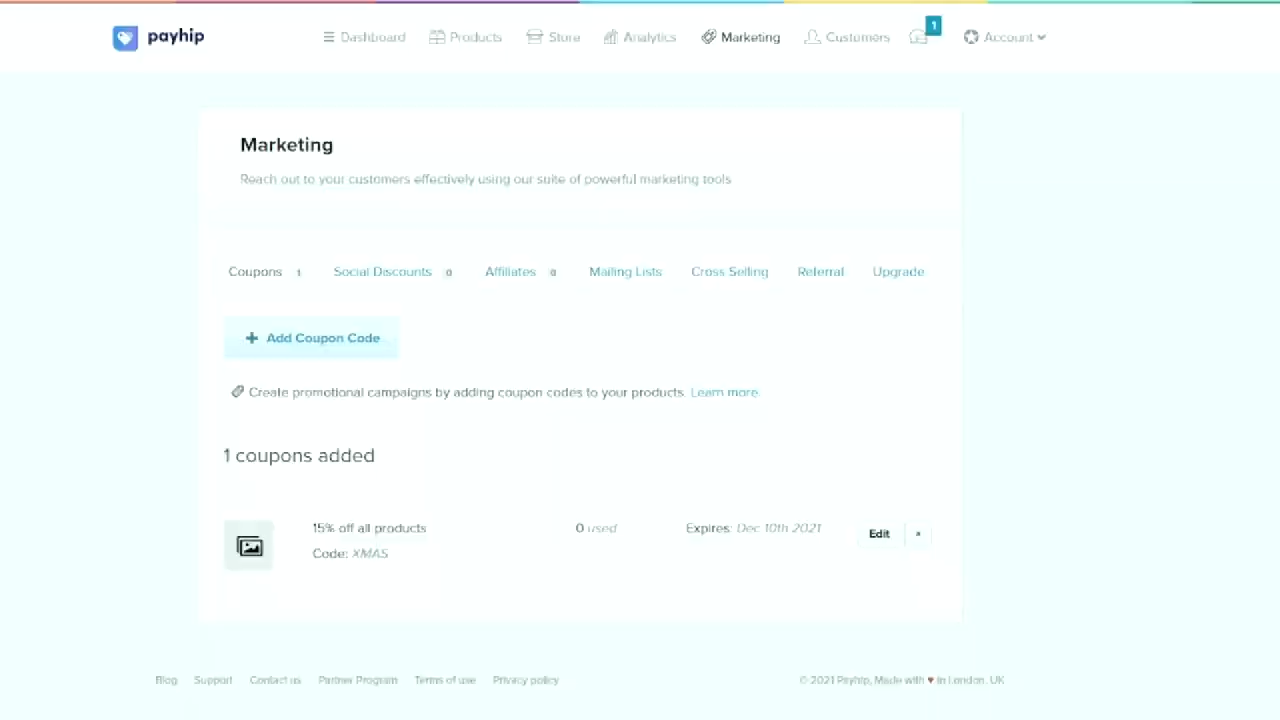 payhip Dashboard Products Store Analytics Marketing Customers 1 Account
Marketing
Reach out to your customers effectively using our suite of powerful marketing tools
Coupons 1 Social Discounts 0 Affiliates 0 Mailing Lists Cross Selling Referral Upgrade
+ Add Coupon Code
Create promotional campaigns by adding coupon codes to your products. Learn more.
1 coupons added
15% off all products 0 used Expires: Dec 10th 2021 Edit
Code: XMAS
Blog Support Contact us Partner Program Terms of use Privacy policy © 2021 Payhip, Made with ♥ in London, UK